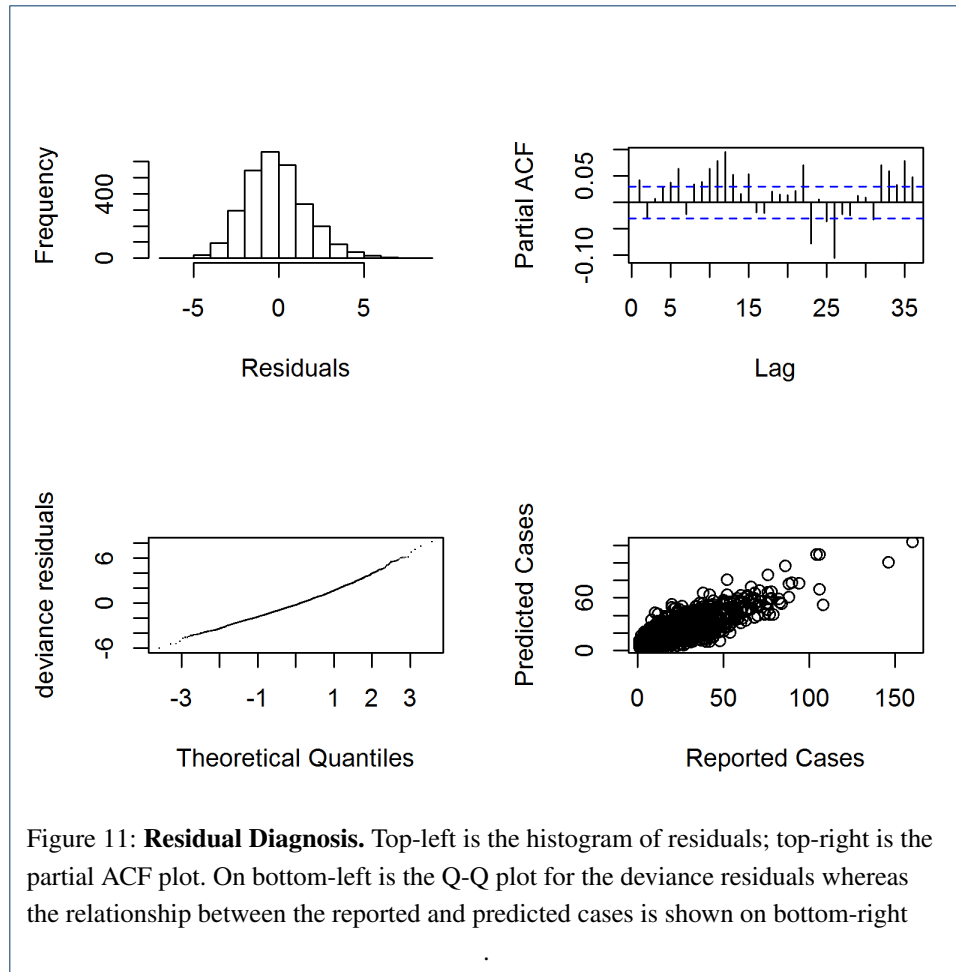 Frequency
0
400
-5 0 5
Residuals
Partial ACF
-0.10
0.05
0 5 15 25 35
Lag
deviance residuals
-6
0
6
-3 -1 1 2 3
Theoretical Quantiles
Predicted Cases
0
60
0 50 100 150
Reported Cases
Figure 11: Residual Diagnosis. Top-left is the histogram of residuals; top-right is the
partial ACF plot. On bottom-left is the Q-Q plot for the deviance residuals whereas
the relationship between the reported and predicted cases is shown on bottom-right
.